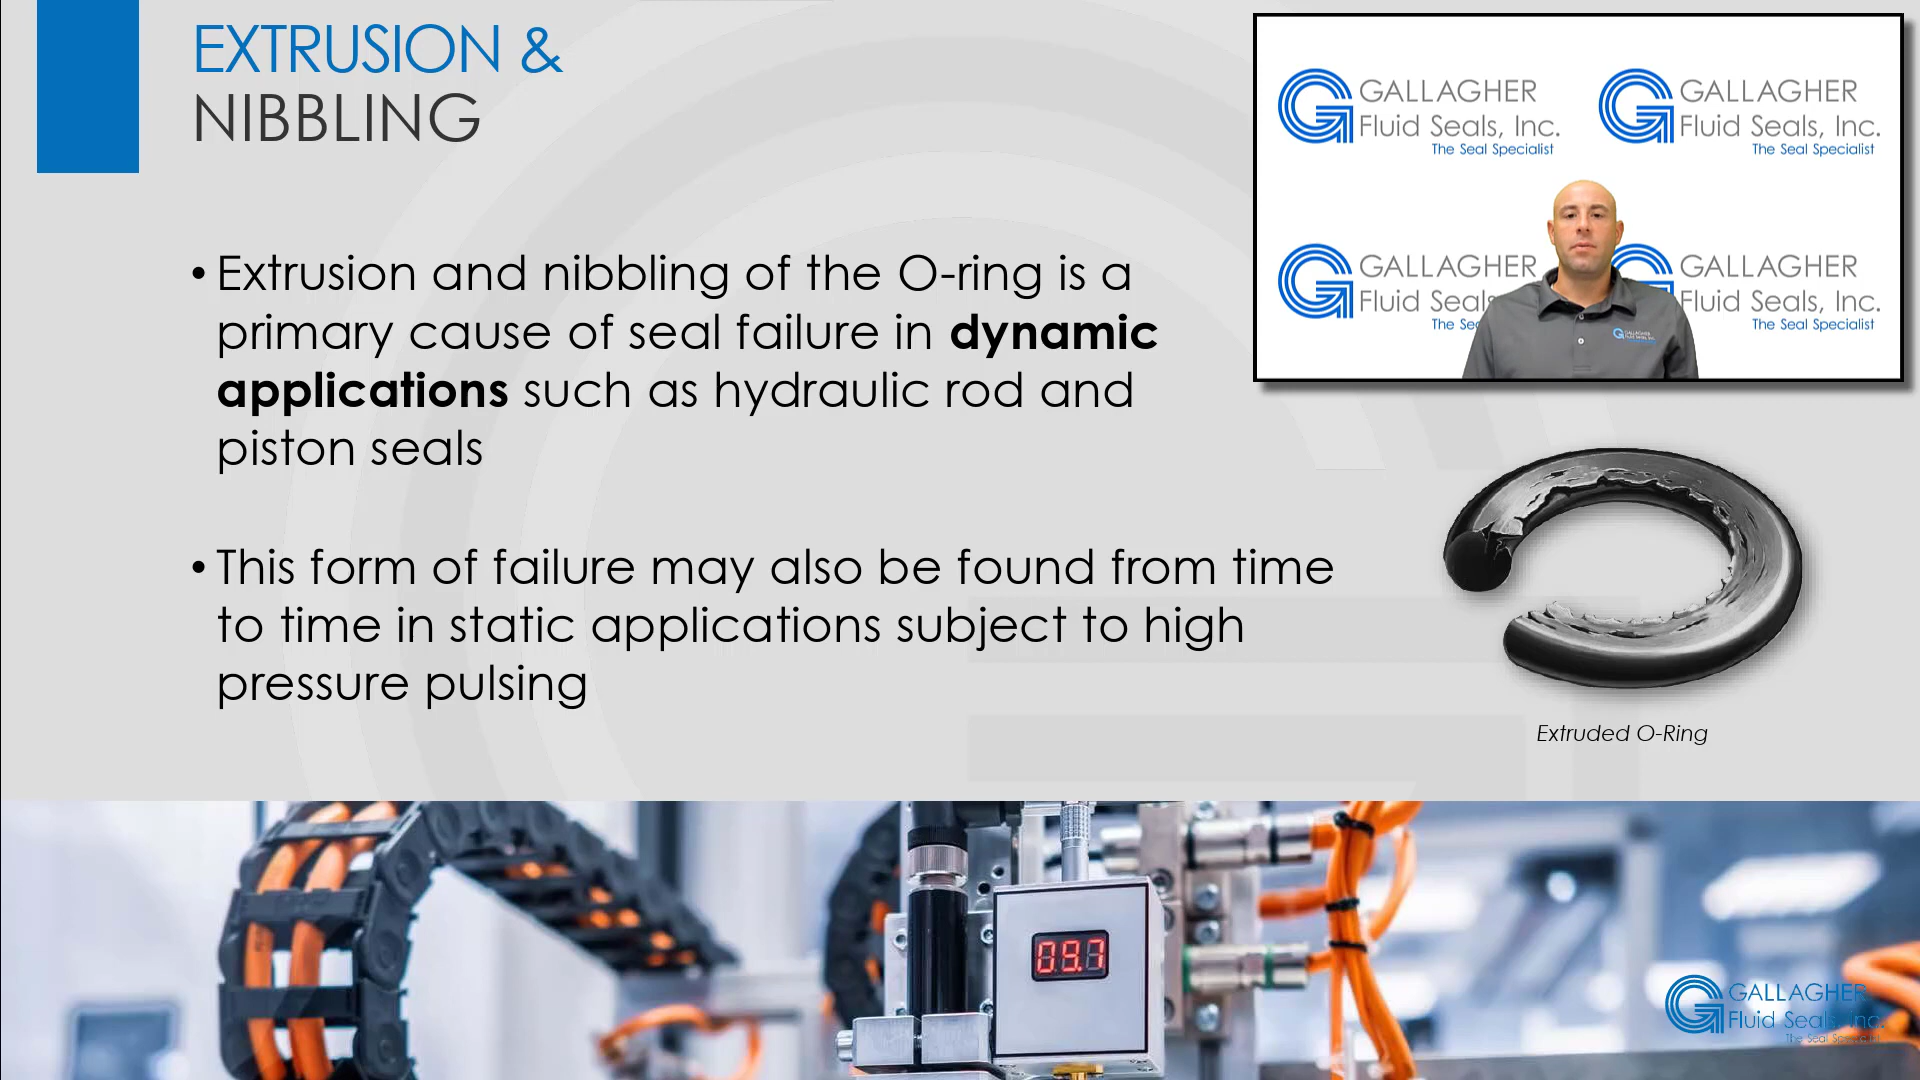 EXTRUSION &
NIBBLING
• Extrusion and nibbling of the O-ring is a
primary cause of seal failure in dynamic
applications such as hydraulic rod and
piston seals
• This form of failure may also be found from time
to time in static applications subject to high
pressure pulsing
GALLAGHER
Fluid Seals, Inc.
The Seal Specialist
GALLAGHER
Fluid Seals, Inc.
The Seal Specialist
GALLAGHER
Fluid Seals
The
GALLAGHER
Fluid Seals, Inc.
The Seal Specialist
Extruded O-Ring
09.7
GALLAGHER
Fluid Seals, Inc.
The Seal Specialist